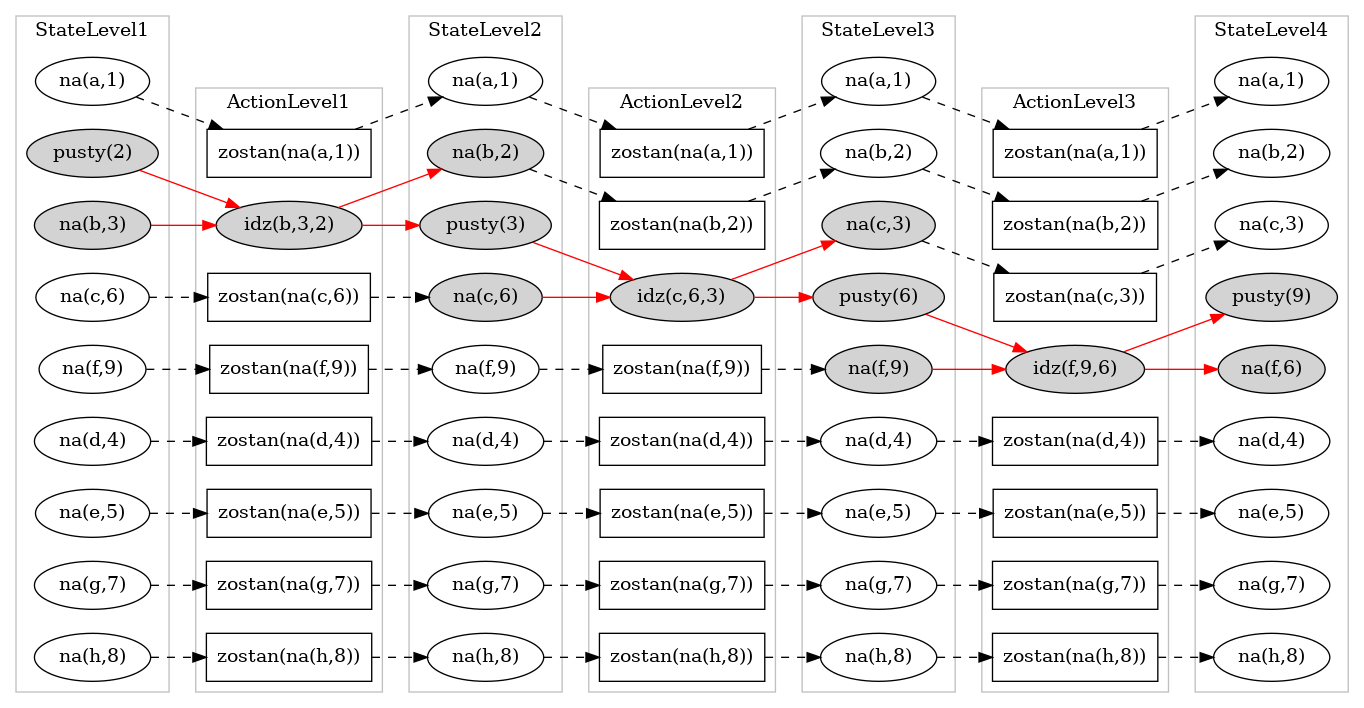 StateLevel1
na(a,1)
pusty(2)
na(b,3)
na(c,6)
na(f,9)
na(d,4)
na(e,5)
na(g,7)
na(h,8)
ActionLevel1
zostan(na(a,1))
idz(b,3,2)
zostan(na(c,6))
zostan(na(f,9))
zostan(na(d,4))
zostan(na(e,5))
zostan(na(g,7))
zostan(na(h,8))
StateLevel2
na(a,1)
na(b,2)
pusty(3)
na(c,6)
na(f,9)
na(d,4)
na(e,5)
na(g,7)
na(h,8)
ActionLevel2
zostan(na(a,1))
zostan(na(b,2))
idz(c,6,3)
zostan(na(f,9))
zostan(na(d,4))
zostan(na(e,5))
zostan(na(g,7))
zostan(na(h,8))
StateLevel3
na(a,1)
na(b,2)
na(c,3)
pusty(6)
na(f,9)
na(d,4)
na(e,5)
na(g,7)
na(h,8)
ActionLevel3
zostan(na(a,1))
zostan(na(b,2))
zostan(na(c,3))
idz(f,9,6)
zostan(na(d,4))
zostan(na(e,5))
zostan(na(g,7))
zostan(na(h,8))
StateLevel4
na(a,1)
na(b,2)
na(c,3)
pusty(9)
na(f,6)
na(d,4)
na(e,5)
na(g,7)
na(h,8)